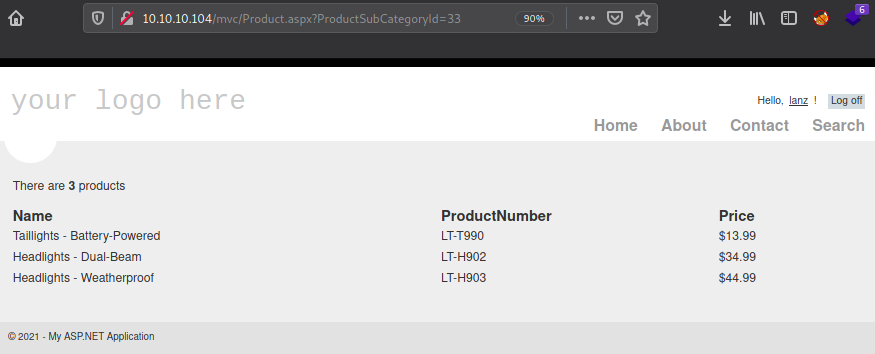 10.10.10.104/mvc/Product.aspx?ProductSubCategoryId=33 90% 6
your logo here
Hello, lanz ! Log off
Home About Contact Search
There are 3 products
Name ProductNumber Price
Taillights - Battery-Powered LT-T990 $13.99
Headlights - Dual-Beam LT-H902 $34.99
Headlights - Weatherproof LT-H903 $44.99
© 2021 - My ASP.NET Application